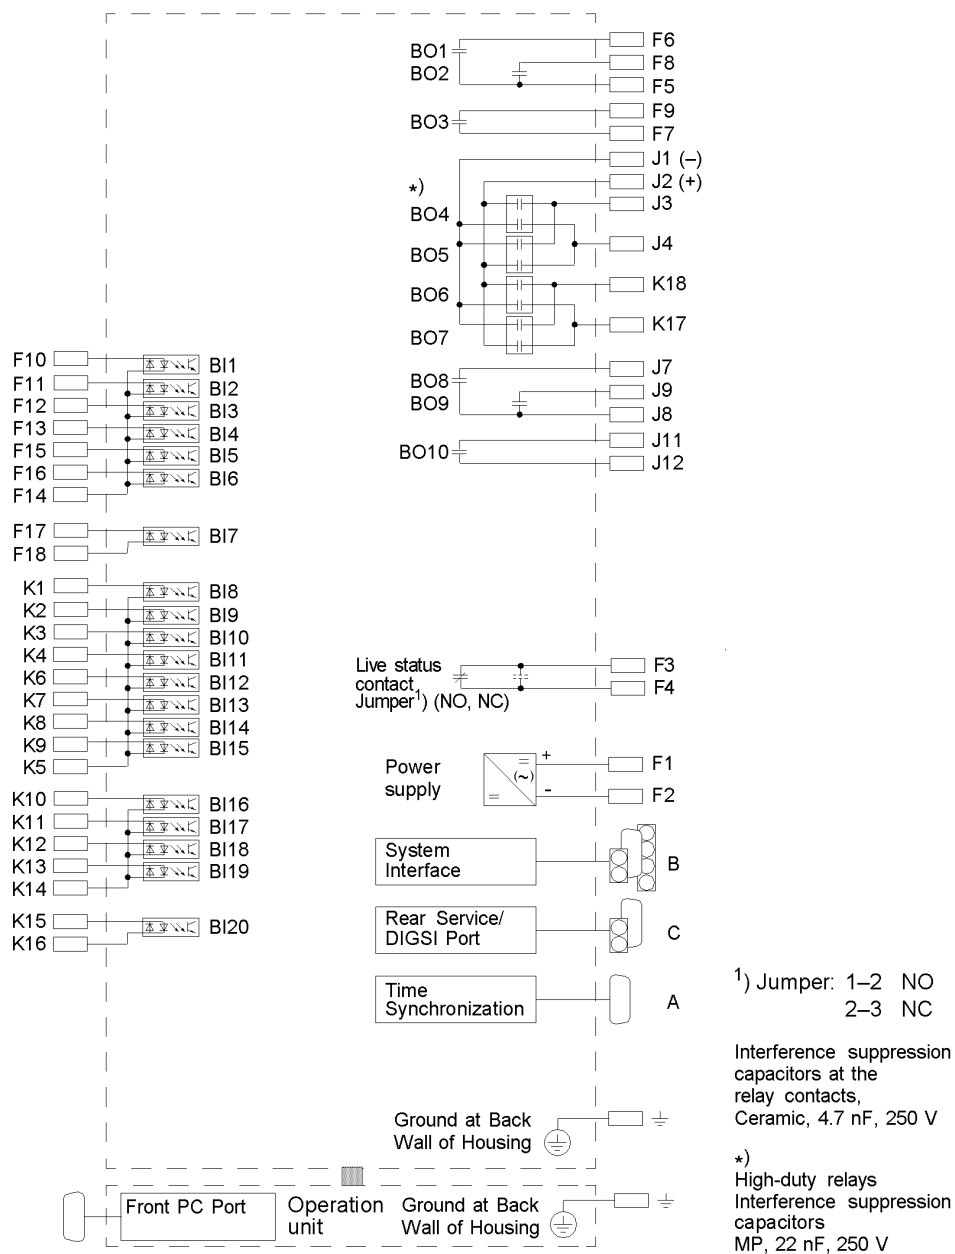 BO1
BO2
F6
F8
F5
BO3
F9
F7
J1 (–)
J2 (+)
*)
BO4
J3
BO5
J4
BO6
K18
BO7
K17
BO8
BO9
J7
J9
J8
BO10
J11
J12
F10
BI1
F11
BI2
F12
BI3
F13
BI4
F15
BI5
F16
BI6
F14
F17
BI7
F18
K1
BI8
K2
BI9
K3
BI10
K4
BI11
K6
BI12
K7
BI13
K8
BI14
K9
BI15
K5
K10
BI16
K11
BI17
K12
BI18
K13
BI19
K14
K15
BI20
K16
Live status
contact
Jumper1) (NO, NC)
F3
F4
Power
supply
=
(~)
=
+
-
F1
F2
System
Interface
B
Rear Service/
DIGSI Port
C
Time
Synchronization
A
Ground at Back
Wall of Housing
Front PC Port
Operation
unit
Ground at Back
Wall of Housing
1) Jumper: 1–2 NO
2–3 NC
Interference suppression
capacitors at the
relay contacts,
Ceramic, 4.7 nF, 250 V
*)
High-duty relays
Interference suppression
capacitors
MP, 22 nF, 250 V